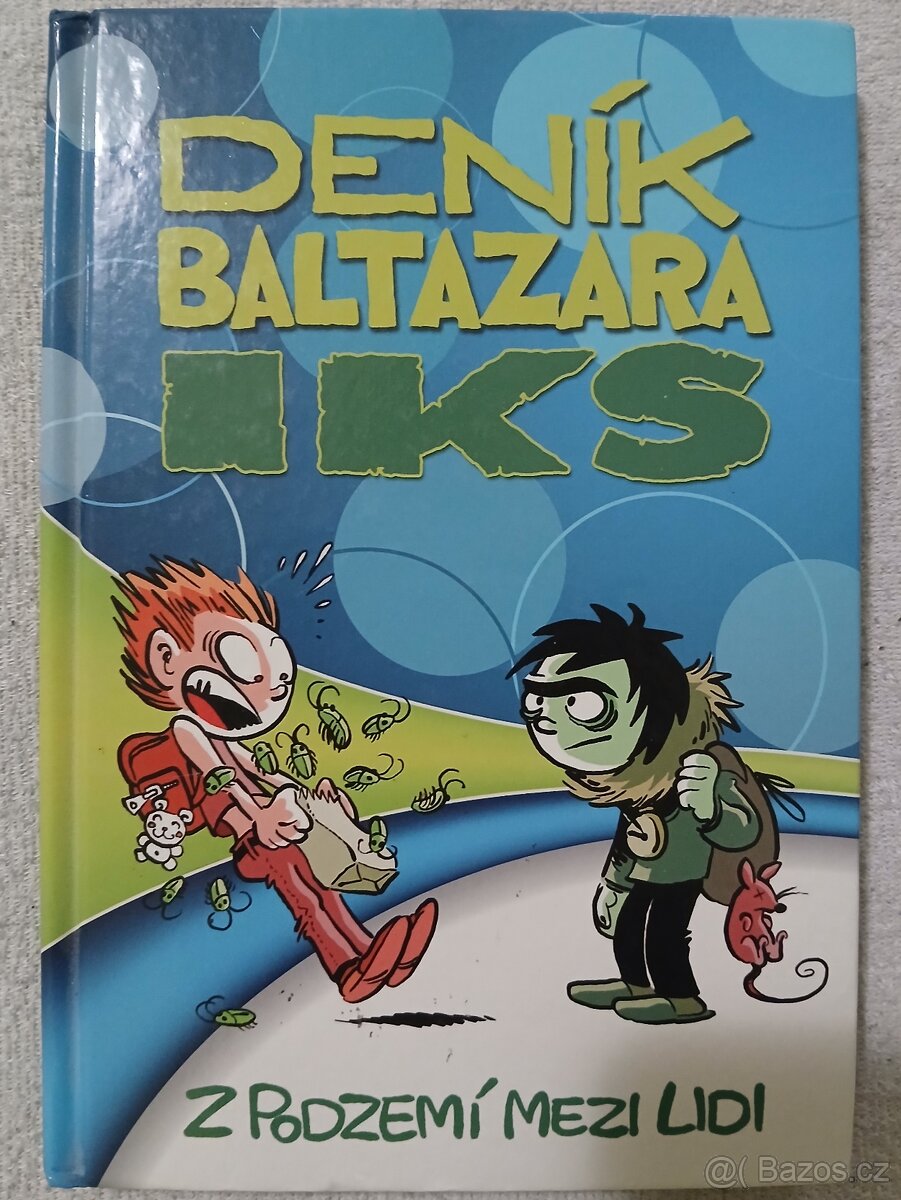 DENÍK
BALTAZARA
IKS
Z PODZEMÍ MEZI LIDI
@( Bazos.cz